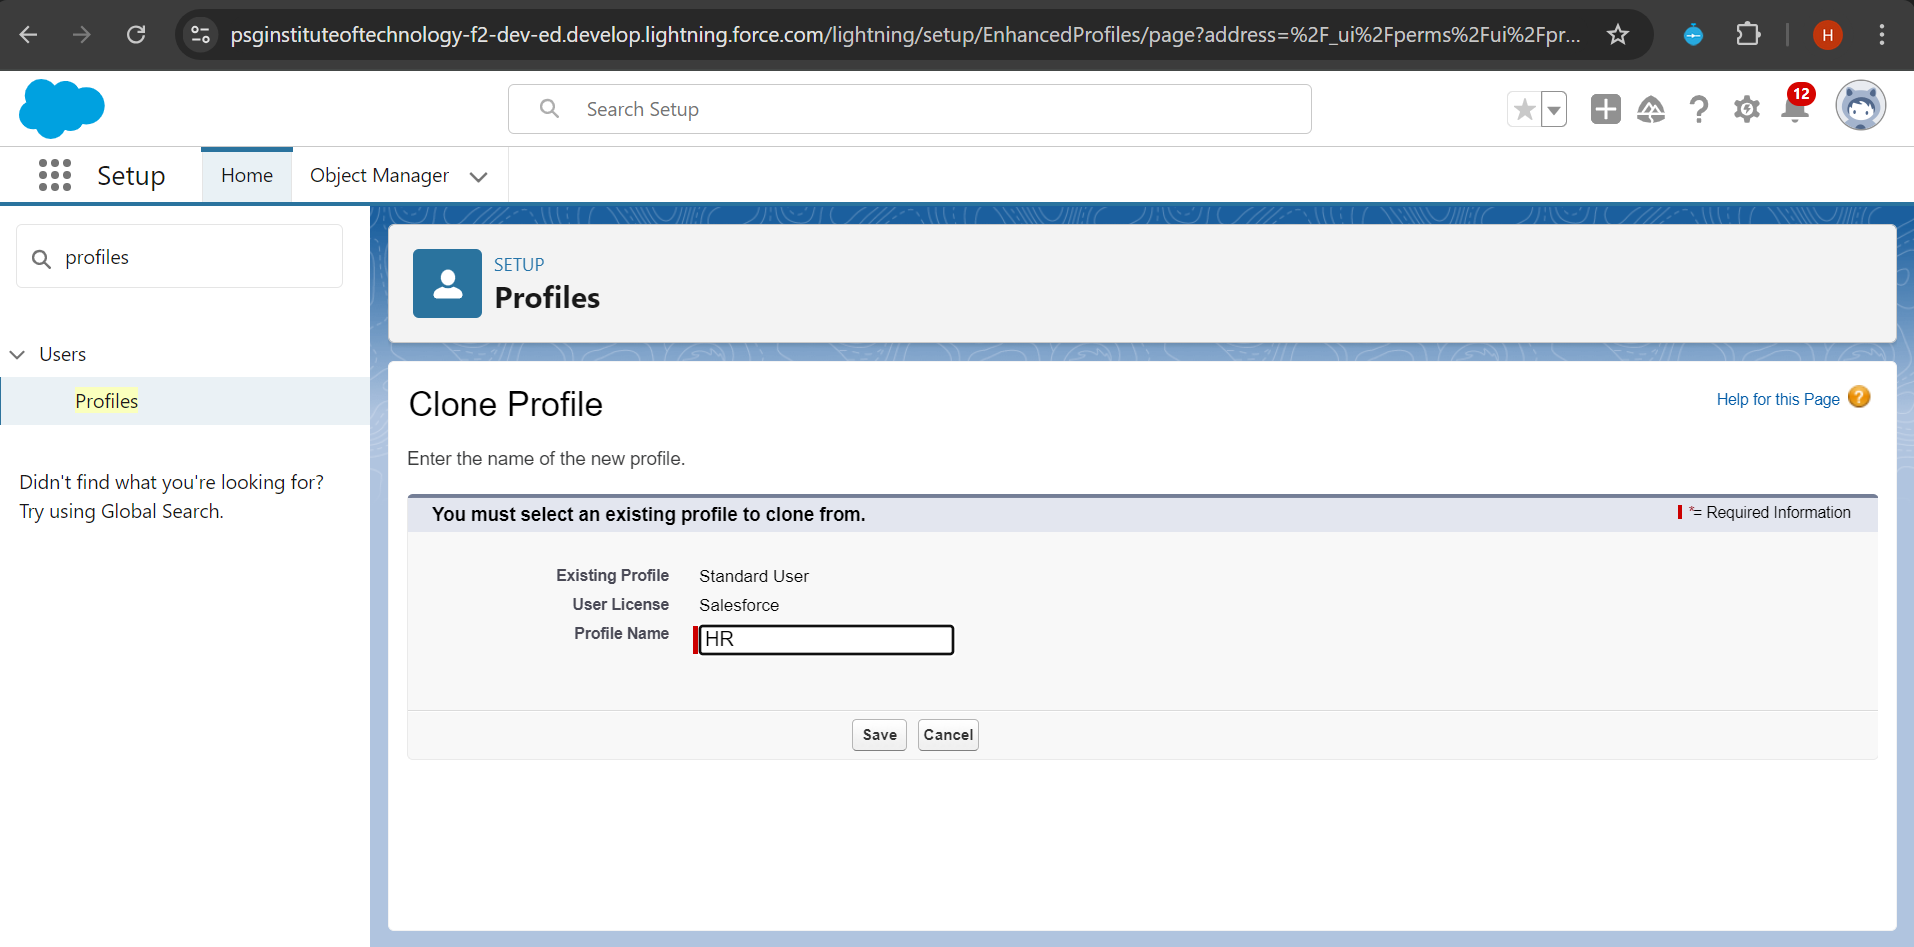 psginstituteoftechnology-f2-dev-ed.develop.lightning.force.com/lightning/setup/EnhancedProfiles/page?address=%2F_ui%2Fperms%2Fui%2Fpr...
H
Search Setup
12
Setup
Home
Object Manager
profiles
Users
Profiles
Didn't find what you're looking for?
Try using Global Search.
SETUP
Profiles
Clone Profile
Help for this Page ?
Enter the name of the new profile.
You must select an existing profile to clone from.
*= Required Information
Existing Profile Standard User
User License Salesforce
Profile Name HR
Save Cancel